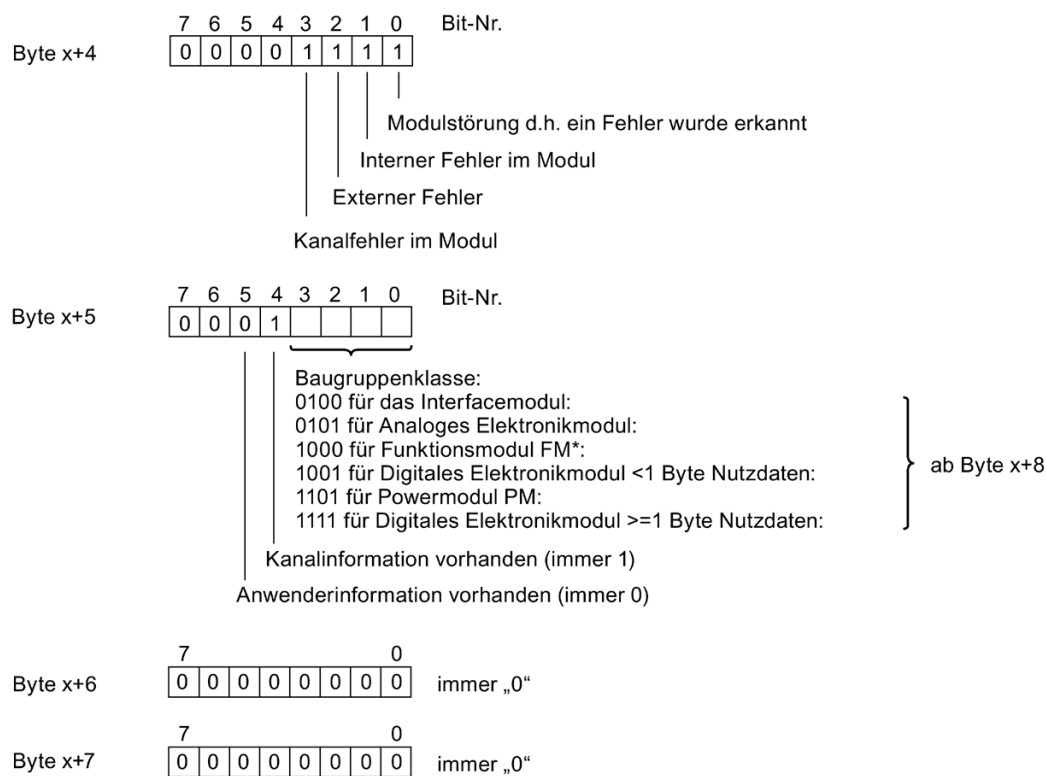 7 6 5 4 3 2 1 0 Bit-Nr.
Byte x+4 0 0 0 0 1 1 1 1
Modulstörung d.h. ein Fehler wurde erkannt
Interner Fehler im Modul
Externer Fehler
Kanalfehler im Modul
7 6 5 4 3 2 1 0 Bit-Nr.
Byte x+5 0 0 0 1
Baugruppenklasse:
0100 für das Interfacemodul:
0101 für Analoges Elektronikmodul:
1000 für Funktionsmodul FM*:
1001 für Digitales Elektronikmodul <1 Byte Nutzdaten:
1101 für Powermodul PM:
1111 für Digitales Elektronikmodul >=1 Byte Nutzdaten:
ab Byte x+8
Kanalinformation vorhanden (immer 1)
Anwenderinformation vorhanden (immer 0)
7 0
Byte x+6 0 0 0 0 0 0 0 0 immer „0“
7 0
Byte x+7 0 0 0 0 0 0 0 0 immer „0“